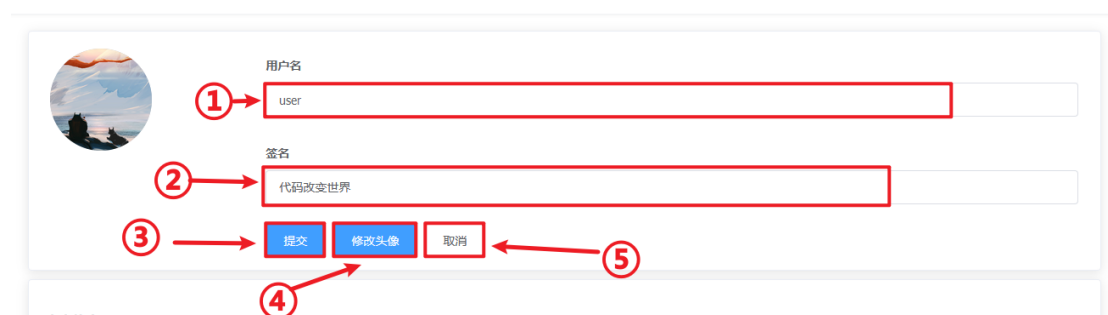 用户名
① user
签名
② 代码改变世界
③ 提交 修改头像 取消 ⑤
④